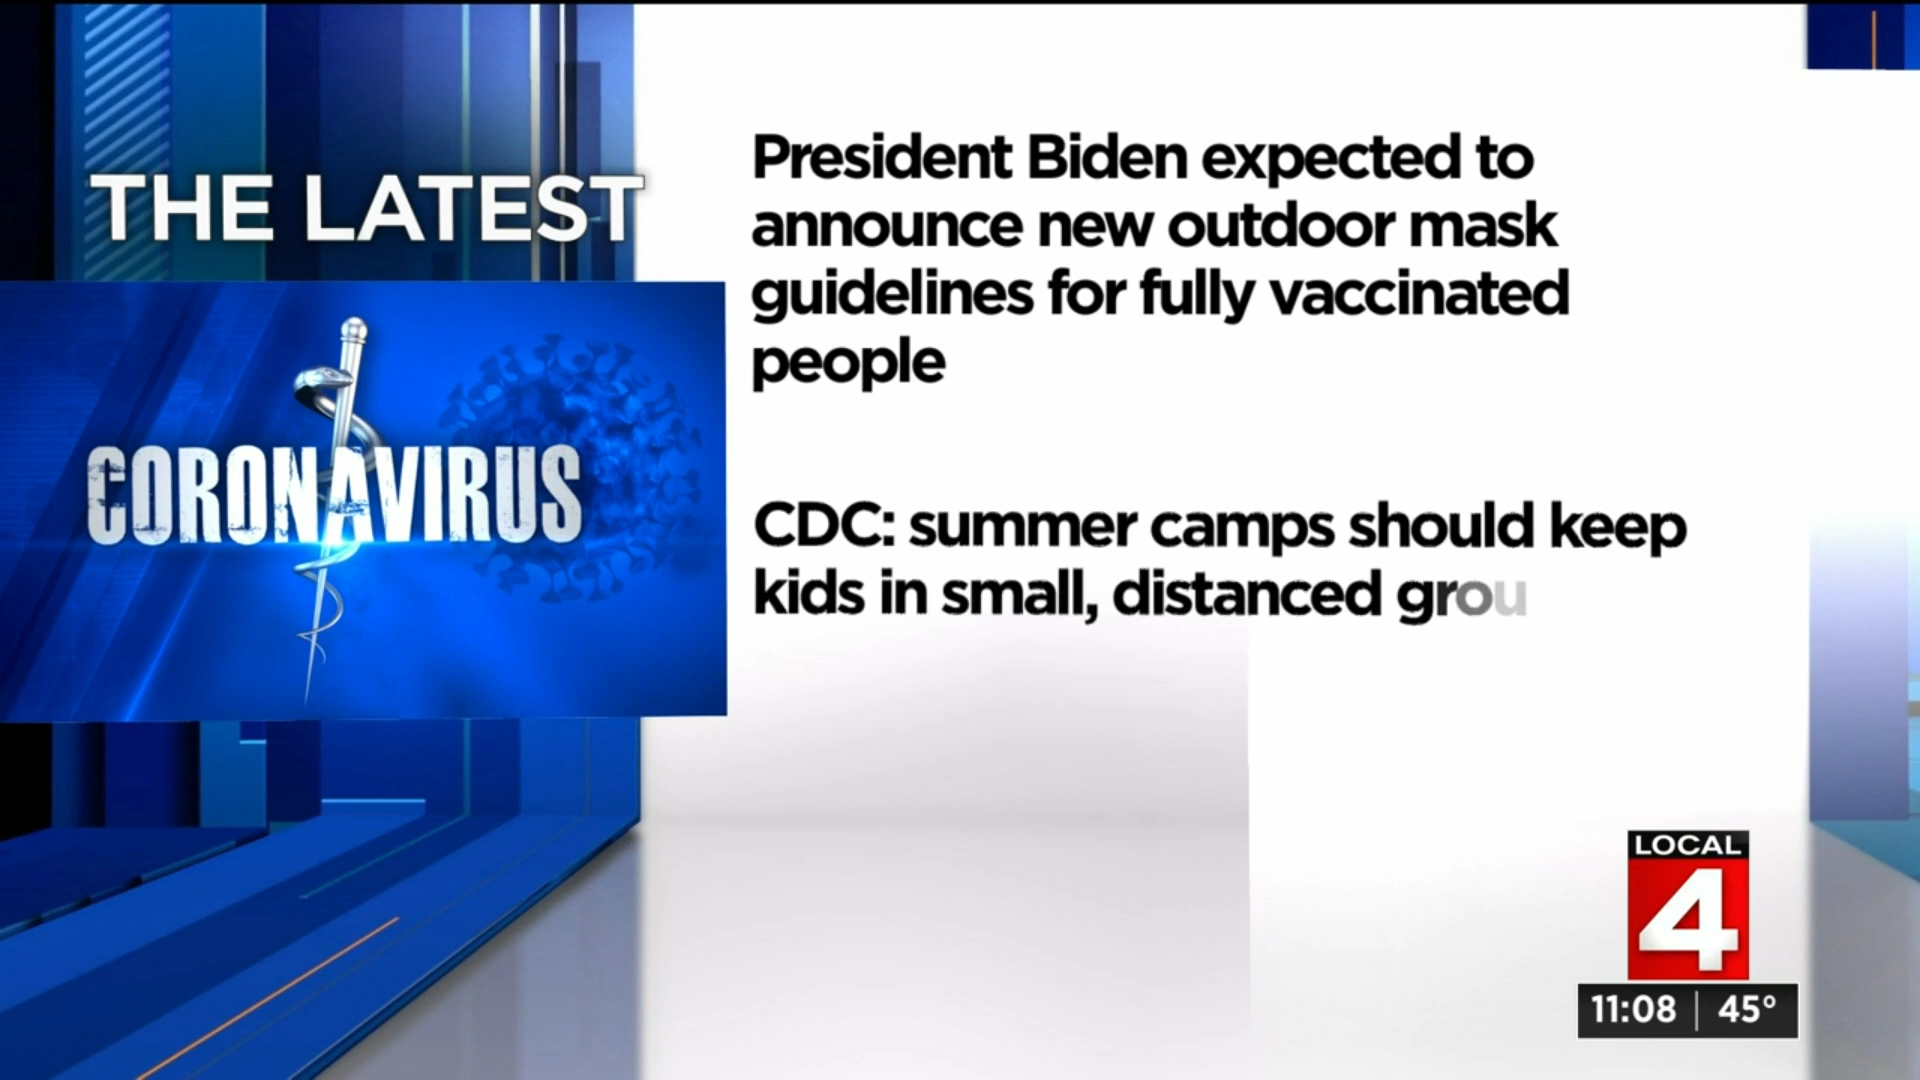 THE LATEST
CORONAVIRUS
President Biden expected to
announce new outdoor mask
guidelines for fully vaccinated
people
CDC: summer camps should keep
kids in small, distanced grou
LOCAL
4
11:08 | 45°